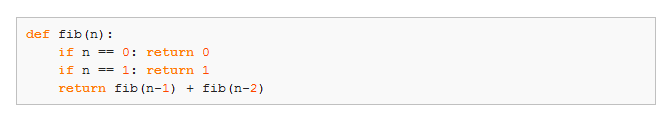 def fib(n):
    if n == 0: return 0
    if n == 1: return 1
    return fib(n-1) + fib(n-2)